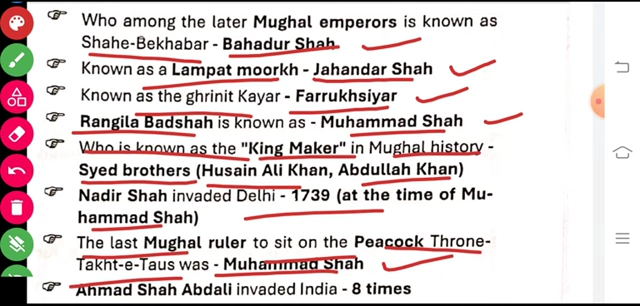 Who among the later Mughal emperors is known as
Shahe-Bekhabar - Bahadur Shah
Known as a Lampat moorkh - Jahandar Shah
Known as the ghrinit Kayar - Farrukhsiyar
Rangila Badshah is known as - Muhammad Shah
Who is known as the "King Maker" in Mughal history -
Syed brothers (Husain Ali Khan, Abdullah Khan)
Nadir Shah invaded Delhi - 1739 (at the time of Mu-
hammad Shah)
The last Mughal ruler to sit on the Peacock Throne-
Takht-e-Taus was - Muhammad Shah
Ahmad Shah Abdali invaded India - 8 times